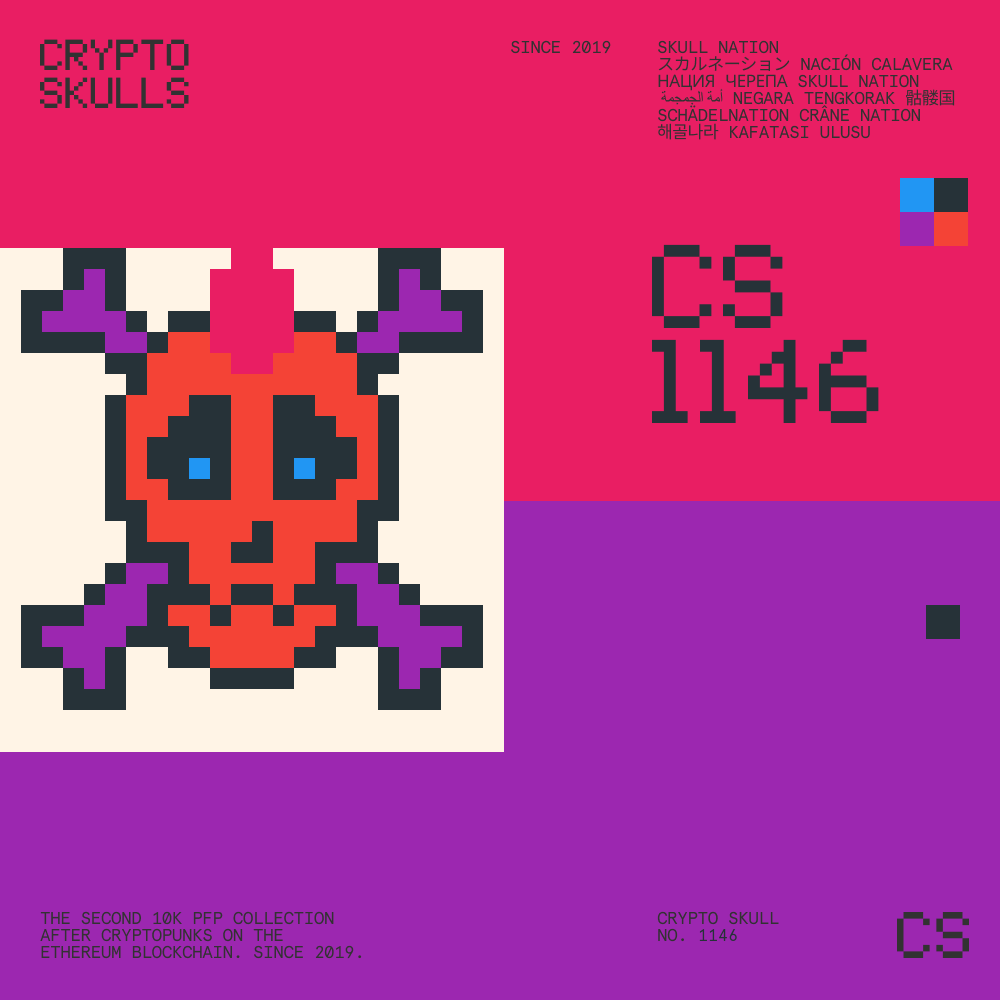 CRYPTO
SKULLS
SINCE 2019
SKULL NATION
スカルネーション NACIÓN CALAVERA
НАЦИЯ ЧЕРЕПА SKULL NATION
أمة الجمجمة NEGARA TENGKORAK 骷髅国
SCHÄDELNATION CRÂNE NATION
해골나라 KAFATASI ULUSU
CS
1146
THE SECOND 10K PFP COLLECTION
AFTER CRYPTOPUNKS ON THE
ETHEREUM BLOCKCHAIN. SINCE 2019.
CRYPTO SKULL
NO. 1146
CS